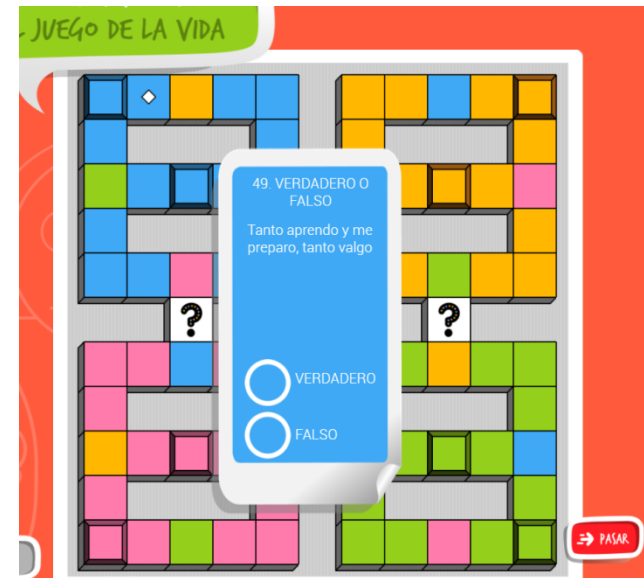 JUEGO DE LA VIDA
49. VERDADERO O
FALSO
Tanto aprendo y me
preparo, tanto valgo
?
?
VERDADERO
FALSO
PASAR